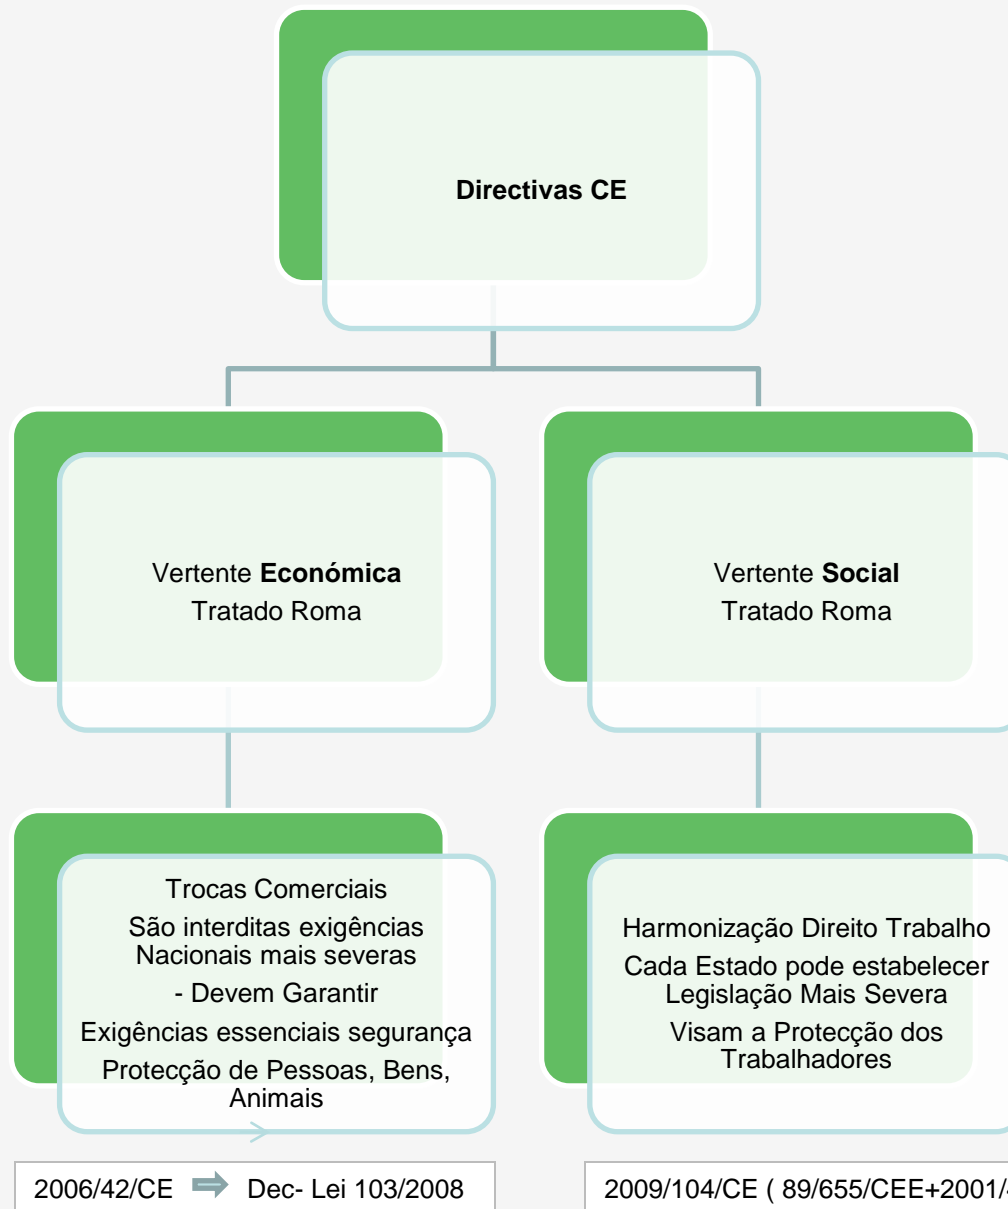 Directivas CE
Vertente Económica
Tratado Roma
Vertente Social
Tratado Roma
Trocas Comerciais
São interditas exigências
Nacionais mais severas
- Devem Garantir
Exigências essenciais segurança
Protecção de Pessoas, Bens,
Animais
Harmonização Direito Trabalho
Cada Estado pode estabelecer
Legislação Mais Severa
Visam a Protecção dos
Trabalhadores
2006/42/CE Dec- Lei 103/2008
2009/104/CE ( 89/655/CEE+2001/